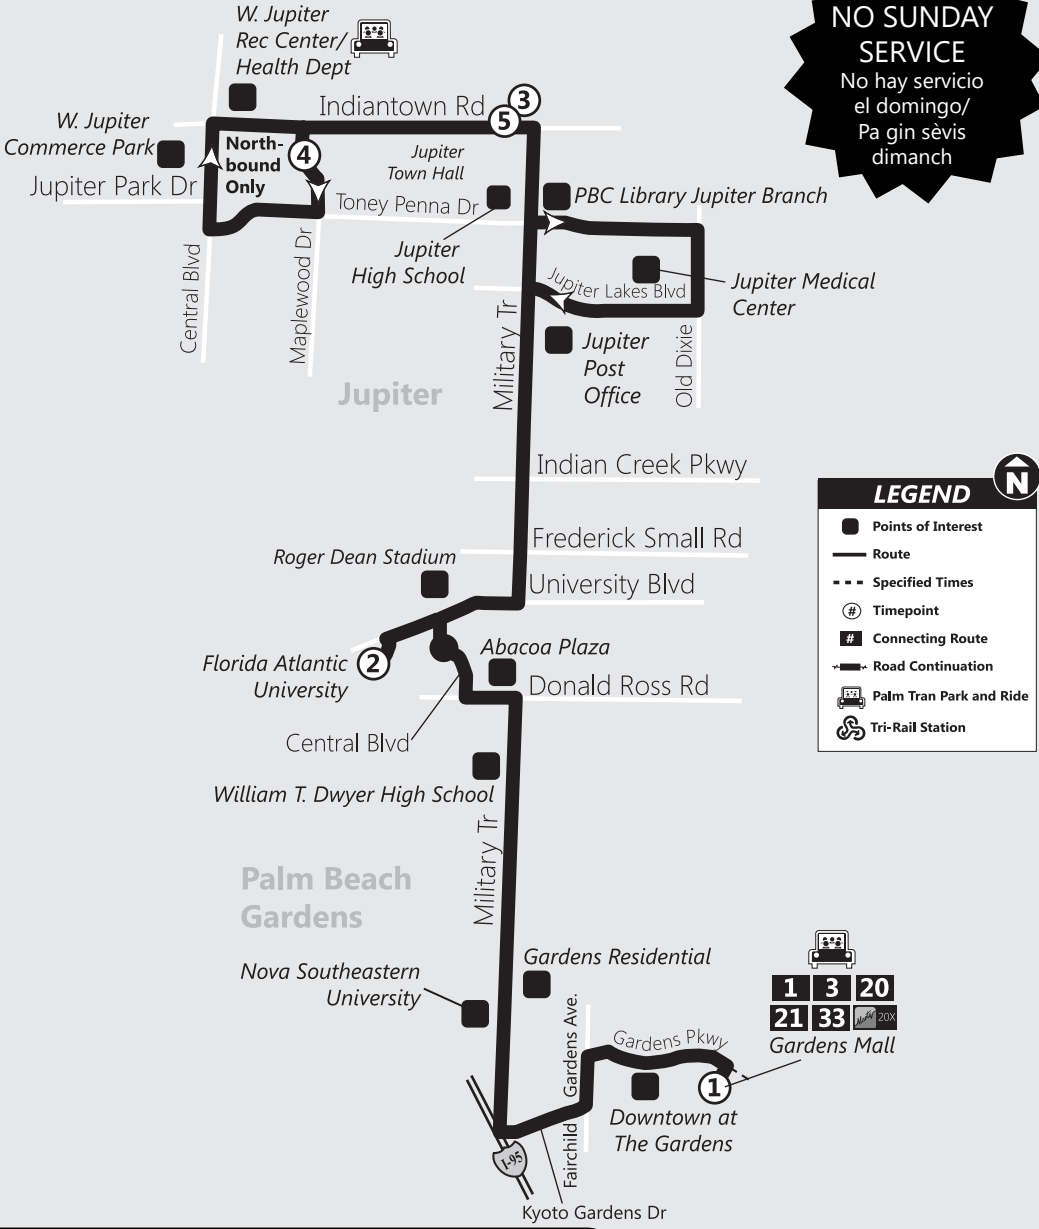 W. Jupiter
Rec Center/
Health Dept
NO SUNDAY
SERVICE
No hay servicio
el domingo/
Pa gin sèvis
dimanch
Indiantown Rd
3
5
W. Jupiter
Commerce Park
North-
bound
Only
4
Jupiter
Town Hall
Jupiter Park Dr
Toney Penna Dr
PBC Library Jupiter Branch
Jupiter
High School
Central Blvd
Maplewood Dr
Military Tr
Jupiter Lakes Blvd
Jupiter Medical
Center
Old Dixie
Jupiter
Post
Office
Jupiter
Indian Creek Pkwy
Frederick Small Rd
Roger Dean Stadium
University Blvd
N
LEGEND
Points of Interest
Route
Specified Times
# Timepoint
# Connecting Route
Road Continuation
Palm Tran Park and Ride
Tri-Rail Station
Florida Atlantic
University
2
Abacoa Plaza
Donald Ross Rd
Central Blvd
William T. Dwyer High School
Military Tr
Palm Beach
Gardens
Nova Southeastern
University
Gardens Residential
1 3 20
21 33 20X
Gardens Mall
Fairchild Gardens Ave.
Gardens Pkwy
1
Downtown at
The Gardens
I-95
Kyoto Gardens Dr